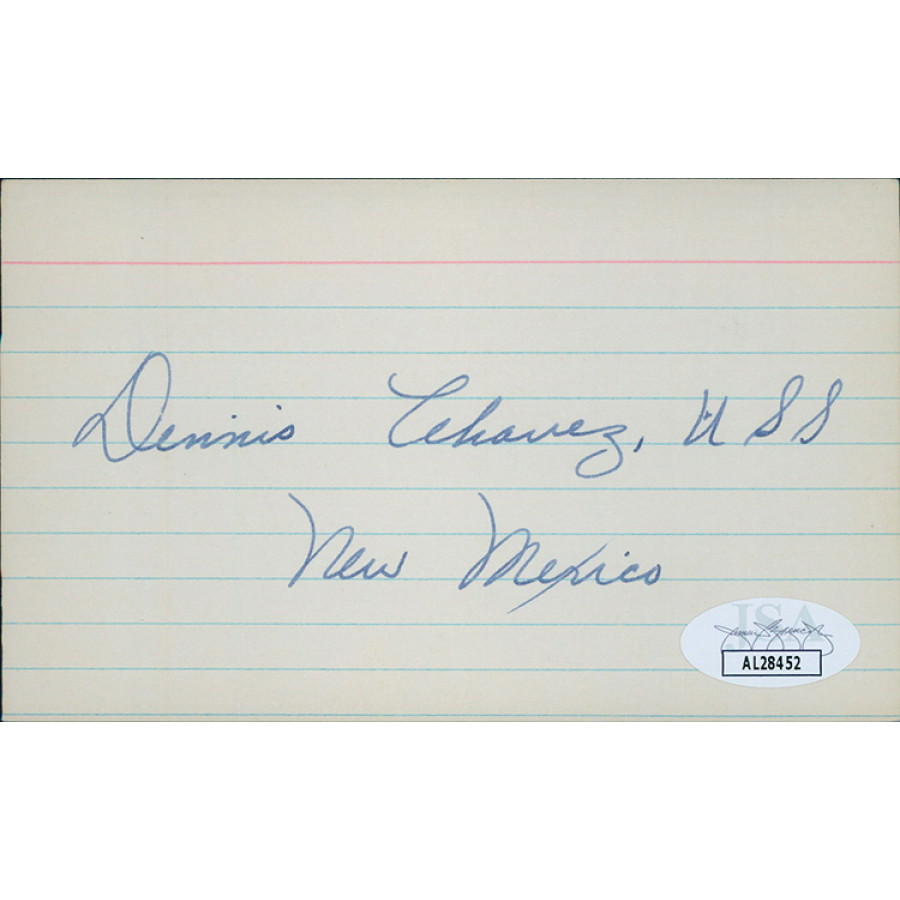 Dennis Chavez, USS
New Mexico
JSA
AL28452